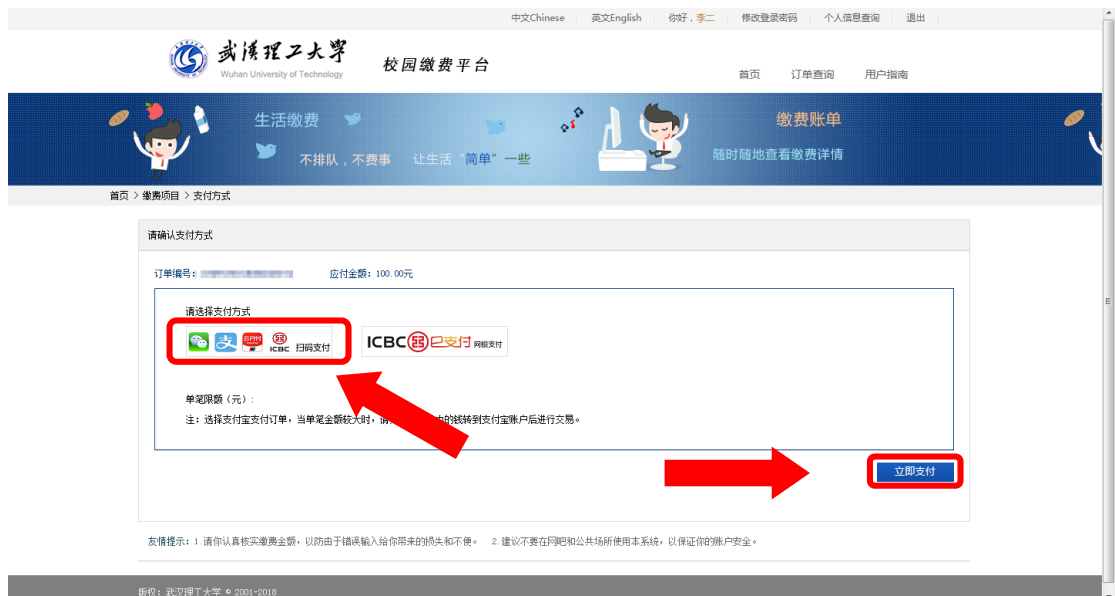 中文Chinese 英文English 你好,李二 修改登录密码 个人信息查询 退出
武漢理工大學 校园缴费平台
Wuhan University of Technology
首页 订单查询 用户指南
生活缴费 缴费账单
不排队,不费事 让生活“简单”一些 随时随地查看缴费详情
首页 > 缴费项目 > 支付方式
请确认支付方式
订单编号: 应付金额: 100.00元
请选择支付方式
支 银联 ICBC 扫码支付 ICBC 已支付 网银支付
单笔限额(元):
注: 选择支付宝支付订单,当单笔金额较大时,请 的钱转到支付宝账户后进行交易。
立即支付
友情提示: 1.请你认真核实缴费金额,以防由于错误输入给你带来的损失和不便。 2.建议不要在网吧和公共场所使用本系统,以保证你的账户安全。
版权: 武汉理工大学 © 2001-2018